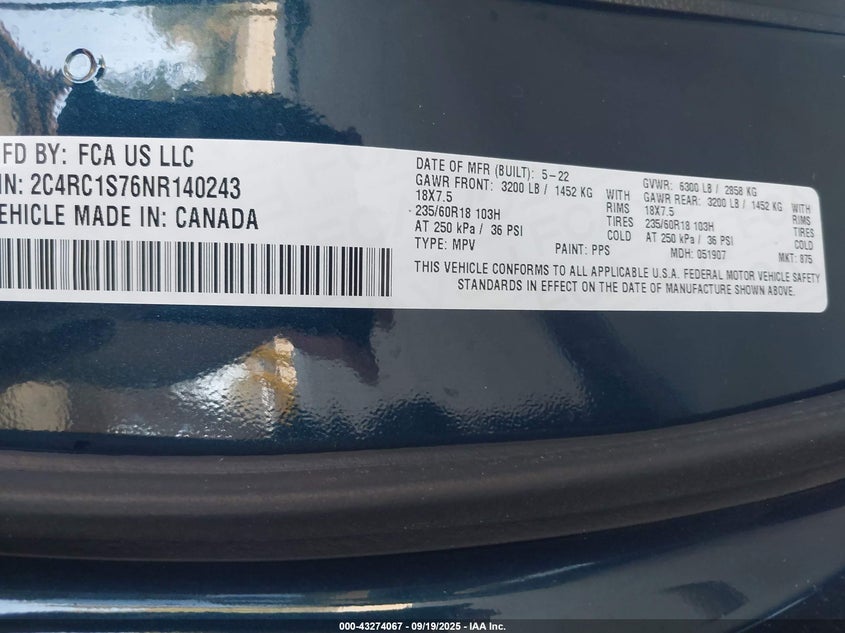 MFD BY: FCA US LLC
VIN: 2C4RC1S76NR140243
VEHICLE MADE IN: CANADA
DATE OF MFR (BUILT): 5-22
GAWR FRONT: 3200 LB / 1452 KG WITH
18X7.5 RIMS
235/60R18 103H TIRES
AT 250 kPa / 36 PSI COLD
TYPE: MPV PAINT: PPS
GVWR: 6300 LB / 2858 KG
GAWR REAR: 3200 LB / 1452 KG WITH
18X7.5 RIMS
235/60R18 103H TIRES
AT 250 kPa / 36 PSI COLD
MDH: 051907 MKT: 875
THIS VEHICLE CONFORMS TO ALL APPLICABLE U.S.A. FEDERAL MOTOR VEHICLE SAFETY
STANDARDS IN EFFECT ON THE DATE OF MANUFACTURE SHOWN ABOVE.
000-43274067 - 09/19/2025 - IAA Inc.